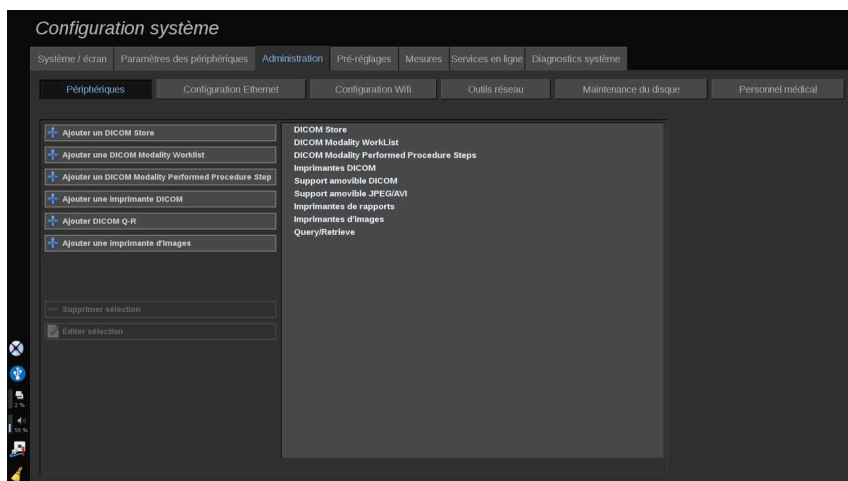 Configuration système
Système / écran Paramètres des périphériques Administration Pré-réglages Mesures Services en ligne Diagnostics système
Périphériques Configuration Ethernet Configuration Wifi Outils réseau Maintenance du disque Personnel médical
Ajouter un DICOM Store
Ajouter une DICOM Modality Worklist
Ajouter un DICOM Modality Performed Procedure Step
Ajouter une imprimante DICOM
Ajouter DICOM Q-R
Ajouter une imprimante d'images
Supprimer sélection
Editer sélection
DICOM Store
DICOM Modality WorkList
DICOM Modality Performed Procedure Steps
Imprimantes DICOM
Support amovible DICOM
Support amovible JPEG/AVI
Imprimantes de rapports
Imprimantes d'images
Query/Retrieve
2 %
50 %